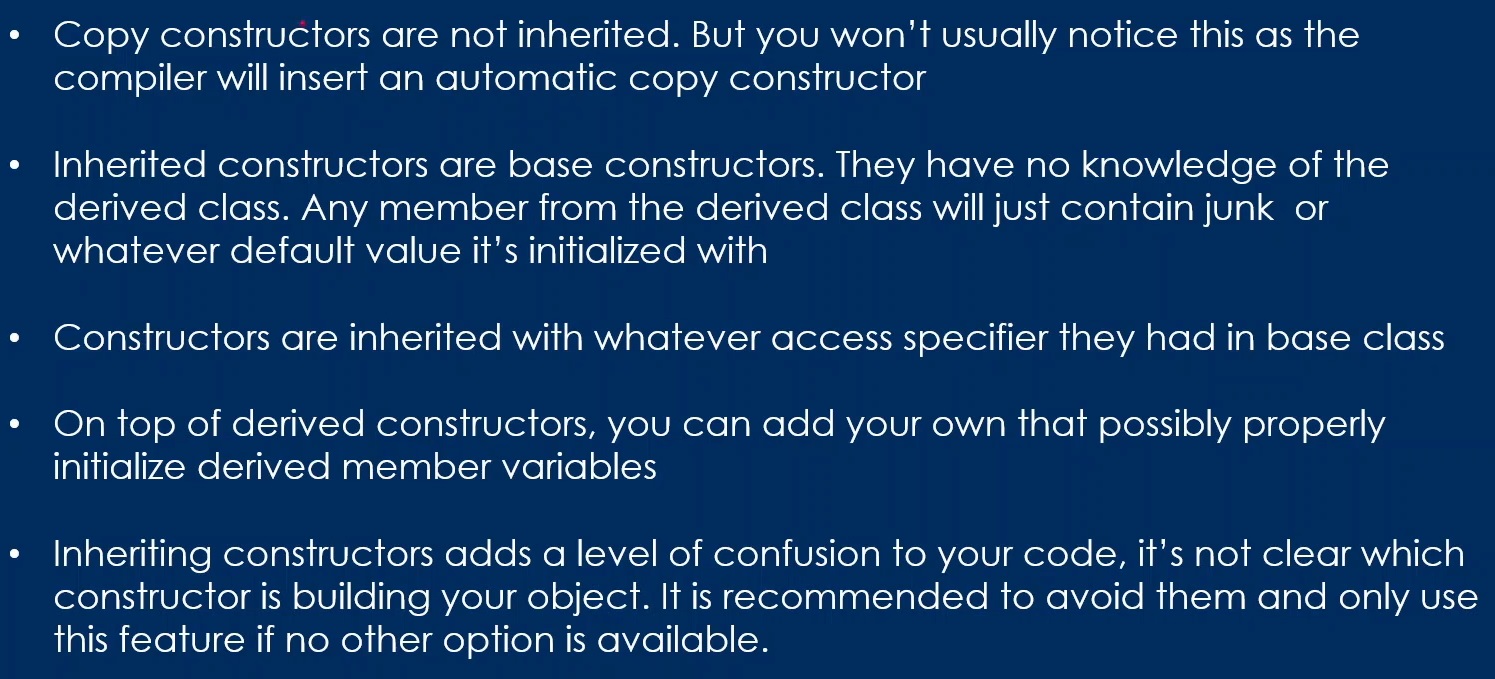 • Copy constructors are not inherited. But you won't usually notice this as the
compiler will insert an automatic copy constructor
• Inherited constructors are base constructors. They have no knowledge of the
derived class. Any member from the derived class will just contain junk  or
whatever default value it's initialized with
• Constructors are inherited with whatever access specifier they had in base class
• On top of derived constructors, you can add your own that possibly properly
initialize derived member variables
• Inheriting constructors adds a level of confusion to your code, it's not clear which
constructor is building your object. It is recommended to avoid them and only use
this feature if no other option is available.